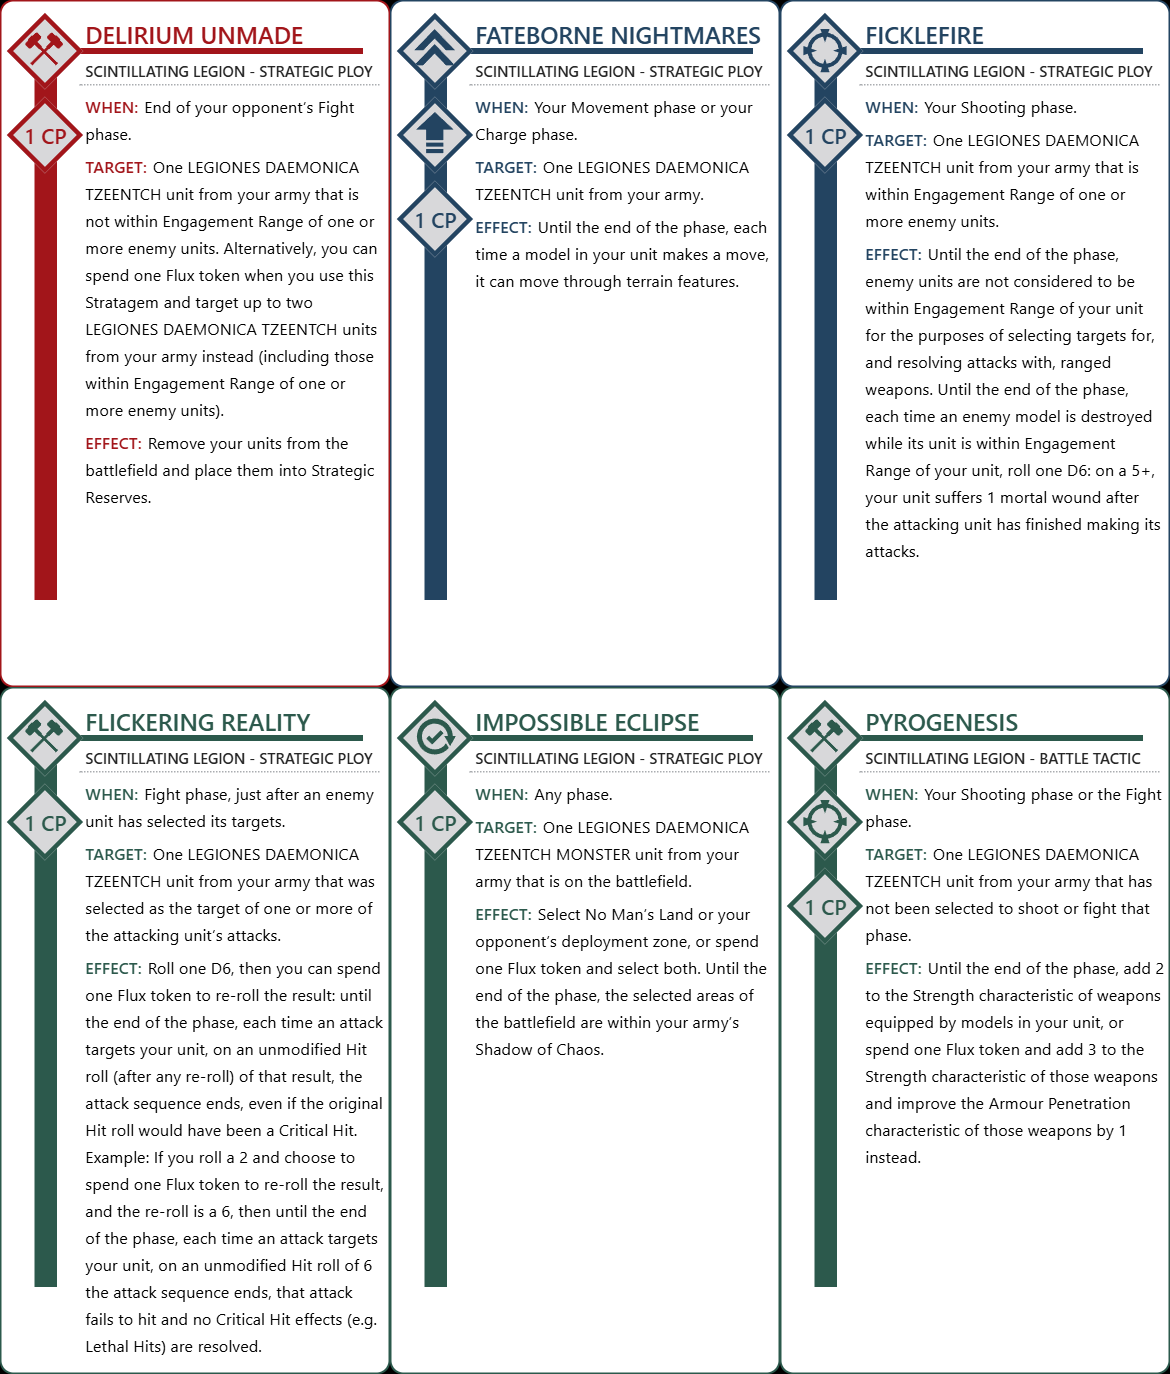 DELIRIUM UNMADE
SCINTILLATING LEGION - STRATEGIC PLOY
1 CP
WHEN: End of your opponent’s Fight
phase.
TARGET: One LEGIONES DAEMONICA
TZEENTCH unit from your army that is
not within Engagement Range of one or
more enemy units. Alternatively, you can
spend one Flux token when you use this
Stratagem and target up to two
LEGIONES DAEMONICA TZEENTCH units
from your army instead (including those
within Engagement Range of one or
more enemy units).
EFFECT: Remove your units from the
battlefield and place them into Strategic
Reserves.
FATEBORNE NIGHTMARES
SCINTILLATING LEGION - STRATEGIC PLOY
1 CP
WHEN: Your Movement phase or your
Charge phase.
TARGET: One LEGIONES DAEMONICA
TZEENTCH unit from your army.
EFFECT: Until the end of the phase, each
time a model in your unit makes a move,
it can move through terrain features.
FICKLEFIRE
SCINTILLATING LEGION - STRATEGIC PLOY
1 CP
WHEN: Your Shooting phase.
TARGET: One LEGIONES DAEMONICA
TZEENTCH unit from your army that is
within Engagement Range of one or
more enemy units.
EFFECT: Until the end of the phase,
enemy units are not considered to be
within Engagement Range of your unit
for the purposes of selecting targets for,
and resolving attacks with, ranged
weapons. Until the end of the phase,
each time an enemy model is destroyed
while its unit is within Engagement
Range of your unit, roll one D6: on a 5+,
your unit suffers 1 mortal wound after
the attacking unit has finished making its
attacks.
FLICKERING REALITY
SCINTILLATING LEGION - STRATEGIC PLOY
1 CP
WHEN: Fight phase, just after an enemy
unit has selected its targets.
TARGET: One LEGIONES DAEMONICA
TZEENTCH unit from your army that was
selected as the target of one or more of
the attacking unit’s attacks.
EFFECT: Roll one D6, then you can spend
one Flux token to re-roll the result: until
the end of the phase, each time an attack
targets your unit, on an unmodified Hit
roll (after any re-roll) of that result, the
attack sequence ends, even if the original
Hit roll would have been a Critical Hit.
Example: If you roll a 2 and choose to
spend one Flux token to re-roll the result,
and the re-roll is a 6, then until the end
of the phase, each time an attack targets
your unit, on an unmodified Hit roll of 6
the attack sequence ends, that attack
fails to hit and no Critical Hit effects (e.g.
Lethal Hits) are resolved.
IMPOSSIBLE ECLIPSE
SCINTILLATING LEGION - STRATEGIC PLOY
1 CP
WHEN: Any phase.
TARGET: One LEGIONES DAEMONICA
TZEENTCH MONSTER unit from your
army that is on the battlefield.
EFFECT: Select No Man’s Land or your
opponent’s deployment zone, or spend
one Flux token and select both. Until the
end of the phase, the selected areas of
the battlefield are within your army’s
Shadow of Chaos.
PYROGENESIS
SCINTILLATING LEGION - BATTLE TACTIC
1 CP
WHEN: Your Shooting phase or the Fight
phase.
TARGET: One LEGIONES DAEMONICA
TZEENTCH unit from your army that has
not been selected to shoot or fight that
phase.
EFFECT: Until the end of the phase, add 2
to the Strength characteristic of weapons
equipped by models in your unit, or
spend one Flux token and add 3 to the
Strength characteristic of those weapons
and improve the Armour Penetration
characteristic of those weapons by 1
instead.